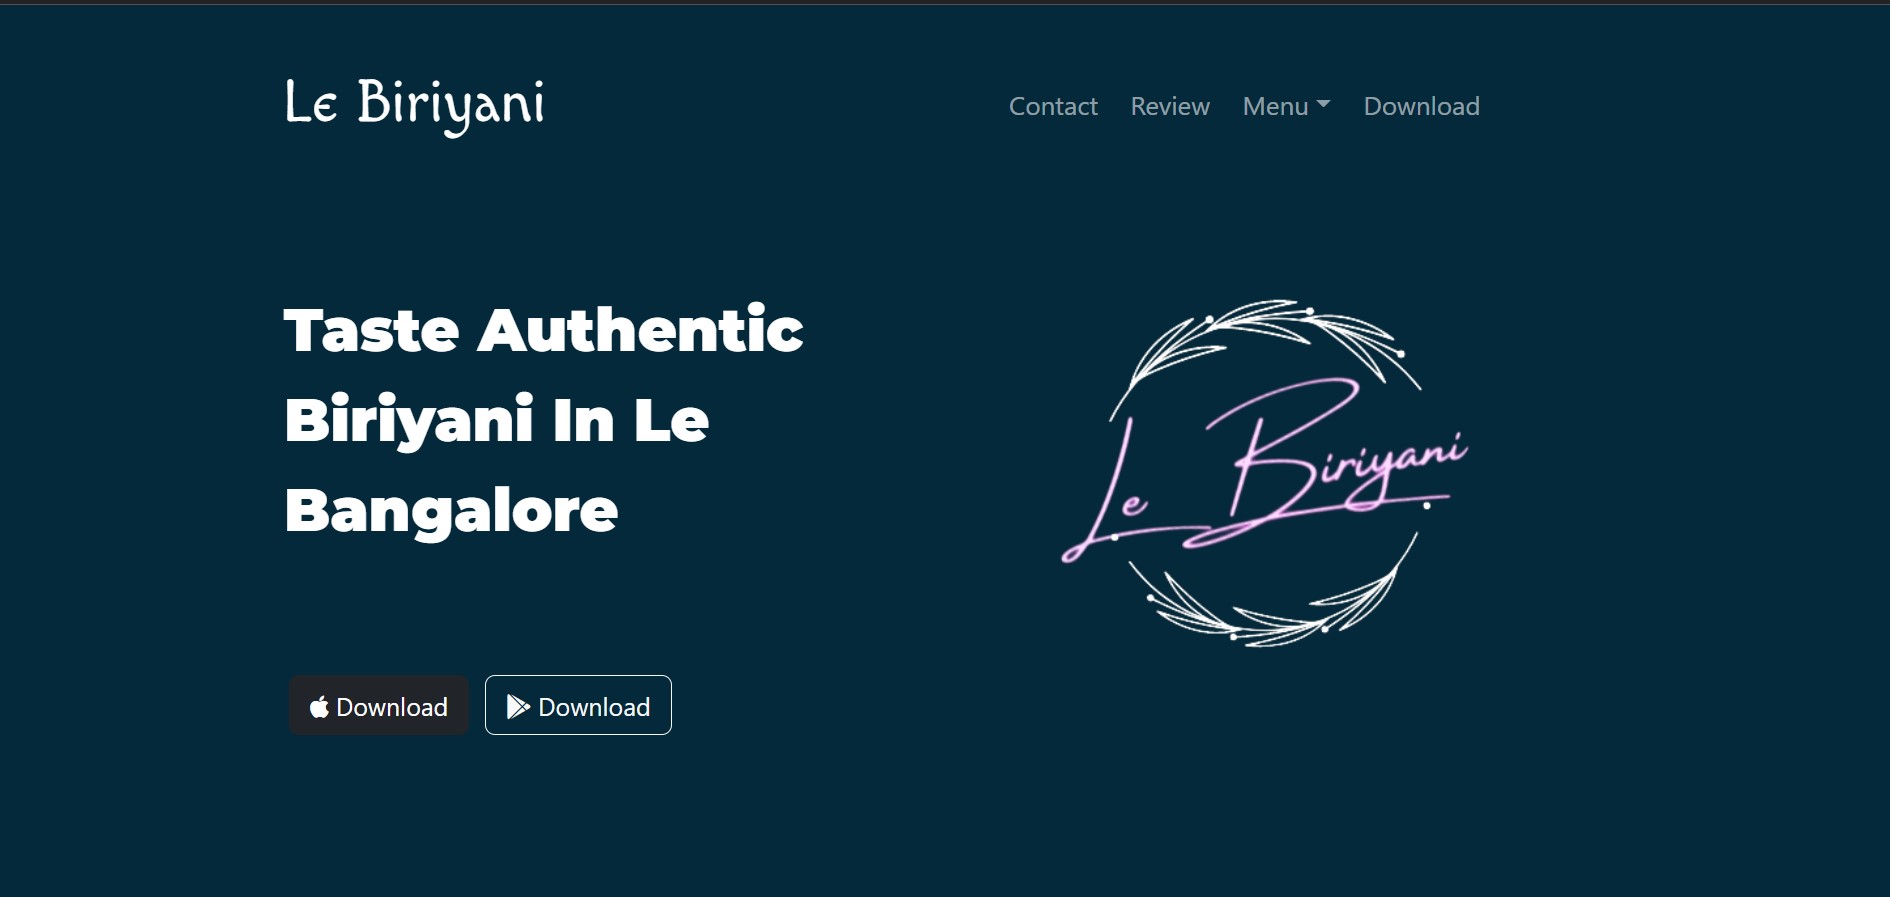 Le Biriyani
Contact Review Menu Download
Taste Authentic
Biriyani In Le
Bangalore
Le Biriyani
Download Download